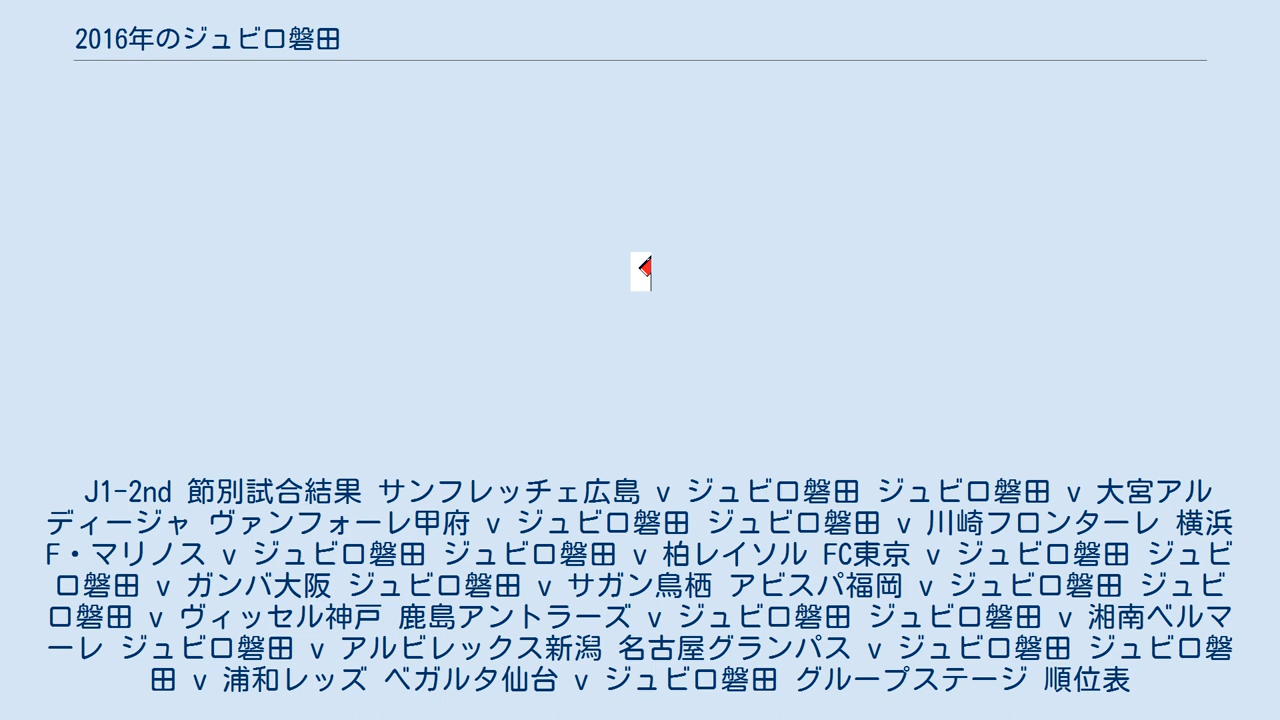 2016年のジュビロ磐田
J1-2nd 節別試合結果 サンフレッチェ広島 v ジュビロ磐田 ジュビロ磐田 v 大宮アル
ディージャ ヴァンフォーレ甲府 v ジュビロ磐田 ジュビロ磐田 v 川崎フロンターレ 横浜
F・マリノス v ジュビロ磐田 ジュビロ磐田 v 柏レイソル FC東京 v ジュビロ磐田 ジュビ
ロ磐田 v ガンバ大阪 ジュビロ磐田 v サガン鳥栖 アビスパ福岡 v ジュビロ磐田 ジュビ
ロ磐田 v ヴィッセル神戸 鹿島アントラーズ v ジュビロ磐田 ジュビロ磐田 v 湘南ベルマ
ーレ ジュビロ磐田 v アルビレックス新潟 名古屋グランパス v ジュビロ磐田 ジュビロ磐
田 v 浦和レッズ ベガルタ仙台 v ジュビロ磐田 グループステージ 順位表